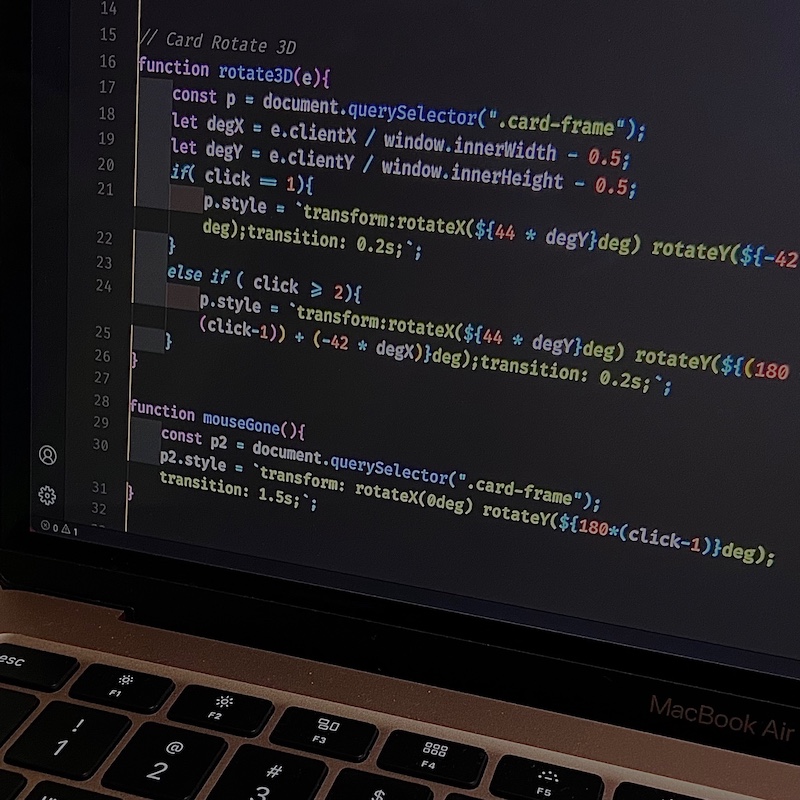 14
15 // Card Rotate 3D
16 function rotate3D(e){
17 const p = document.querySelector(".card-frame");
18 let degX = e.clientX / window.innerWidth - 0.5;
19 let degY = e.clientY / window.innerHeight - 0.5;
20 if( click == 1){
21 p.style = `transform:rotateX(${44 * degY}deg) rotateY(${-42
deg);transition: 0.2s;`;
22 }
23 else if ( click >= 2){
24 p.style = `transform:rotateX(${44 * degY}deg) rotateY(${(180
(click-1)) + (-42 * degX)}deg);transition: 0.2s;`;
25 }
26 }
27
28 function mouseGone(){
29 const p2 = document.querySelector(".card-frame");
30 p2.style = `transform: rotateX(0deg) rotateY(${180*(click-1)}deg);
transition: 1.5s;`;
31 }
32
0 1
MacBook Air
esc F1 F2 F3 F4 F5
! @ # $
1 2 3